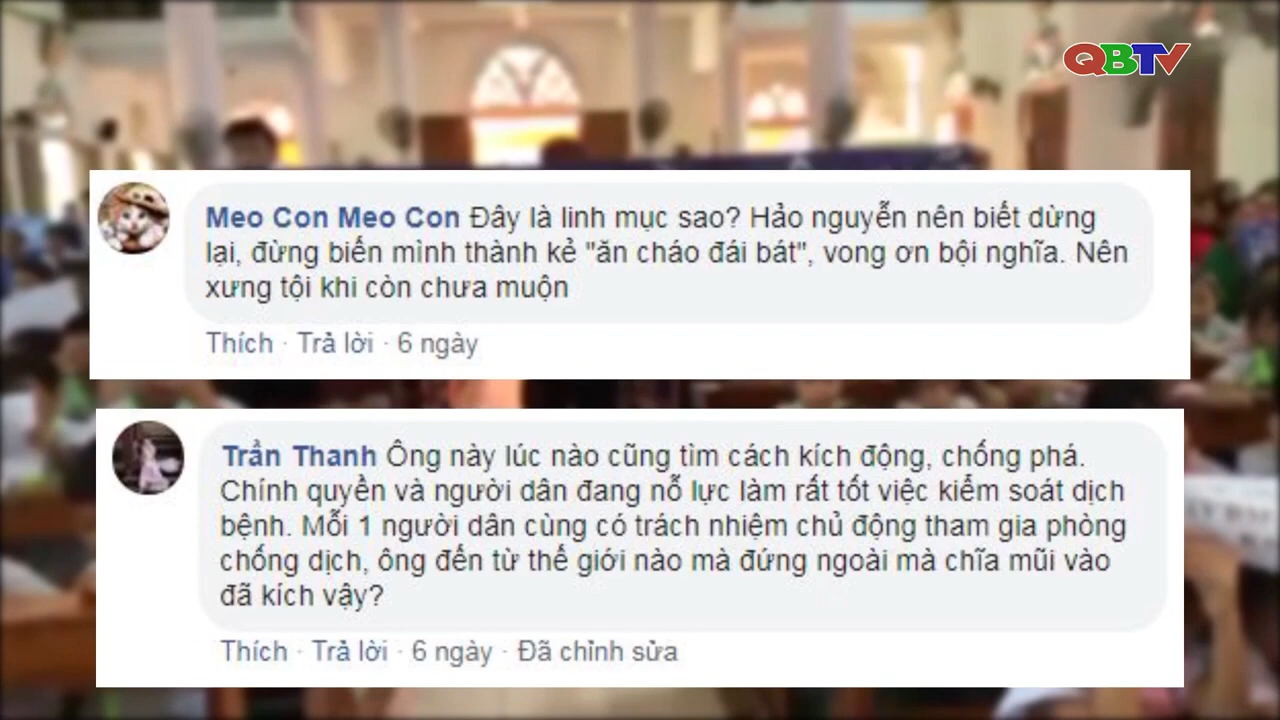 QBTV
Meo Con Meo Con Đây là linh mục sao? Hảo nguyễn nên biết dừng
lại, đừng biến mình thành kẻ "ăn cháo đái bát", vong ơn bội nghĩa. Nên
xưng tội khi còn chưa muộn
Thích · Trả lời · 6 ngày
Trần Thanh Ông này lúc nào cũng tìm cách kích động, chống phá.
Chính quyền và người dân đang nỗ lực làm rất tốt việc kiểm soát dịch
bệnh. Mỗi 1 người dân cùng có trách nhiệm chủ động tham gia phòng
chống dịch, ông đến từ thế giới nào mà đứng ngoài mà chĩa mũi vào
đã kích vậy?
Thích · Trả lời · 6 ngày · Đã chỉnh sửa